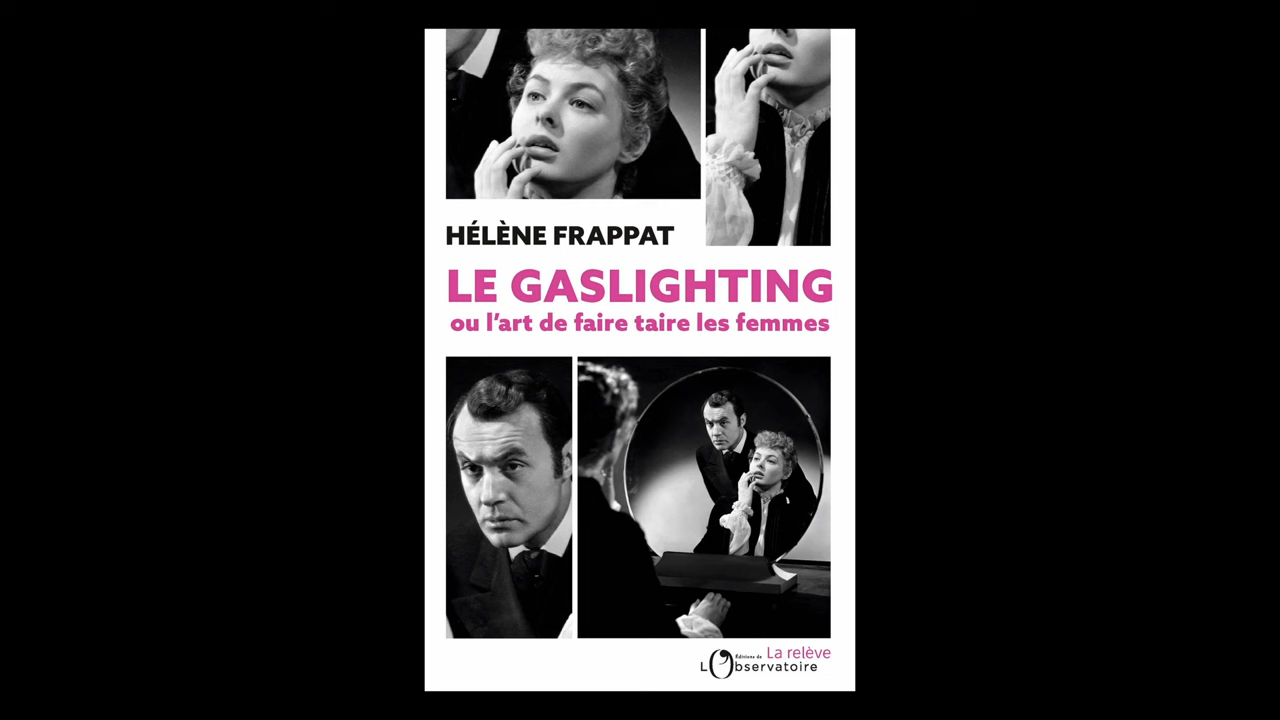 HÉLÈNE FRAPPAT
LE GASLIGHTING
ou l'art de faire taire les femmes
La relève
Éditions de
L'Observatoire